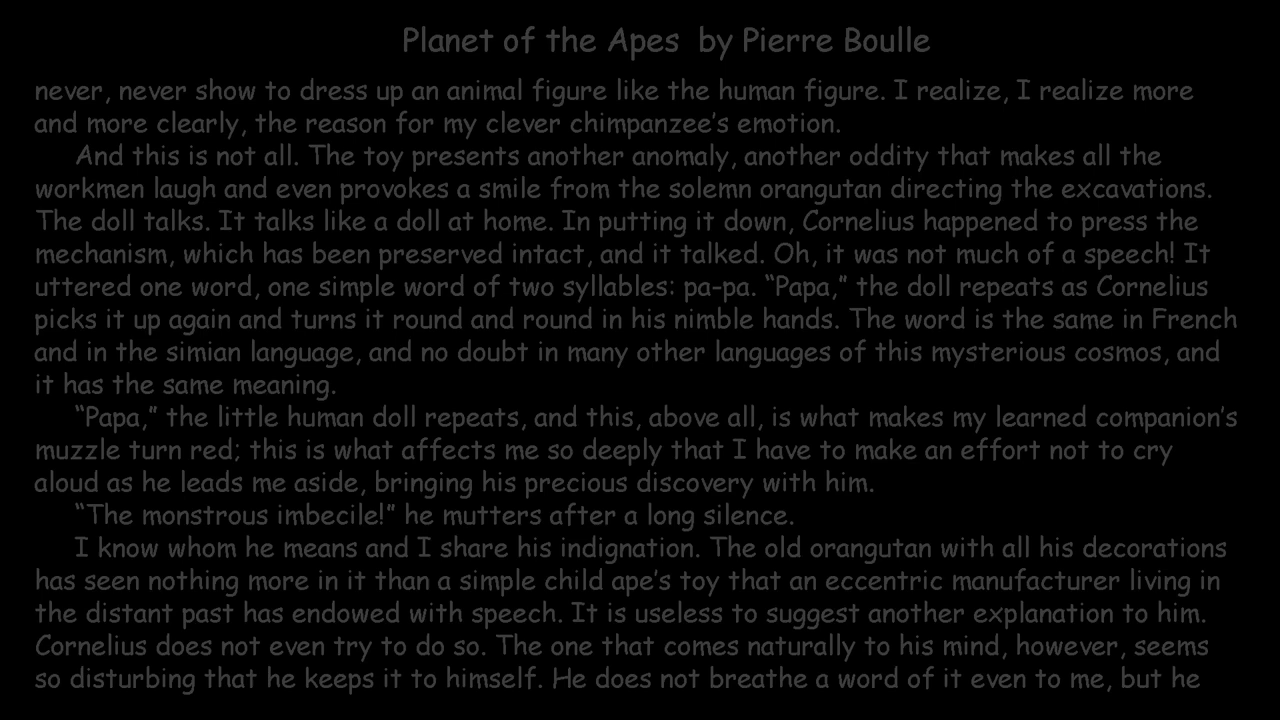 Planet of the Apes  by Pierre Boulle
never, never show to dress up an animal figure like the human figure. I realize, I realize more
and more clearly, the reason for my clever chimpanzee’s emotion.
And this is not all. The toy presents another anomaly, another oddity that makes all the
workmen laugh and even provokes a smile from the solemn orangutan directing the excavations.
The doll talks. It talks like a doll at home. In putting it down, Cornelius happened to press the
mechanism, which has been preserved intact, and it talked. Oh, it was not much of a speech! It
uttered one word, one simple word of two syllables: pa-pa. “Papa,” the doll repeats as Cornelius
picks it up again and turns it round and round in his nimble hands. The word is the same in French
and in the simian language, and no doubt in many other languages of this mysterious cosmos, and
it has the same meaning.
“Papa,” the little human doll repeats, and this, above all, is what makes my learned companion’s
muzzle turn red; this is what affects me so deeply that I have to make an effort not to cry
aloud as he leads me aside, bringing his precious discovery with him.
“The monstrous imbecile!” he mutters after a long silence.
I know whom he means and I share his indignation. The old orangutan with all his decorations
has seen nothing more in it than a simple child ape’s toy that an eccentric manufacturer living in
the distant past has endowed with speech. It is useless to suggest another explanation to him.
Cornelius does not even try to do so. The one that comes naturally to his mind, however, seems
so disturbing that he keeps it to himself. He does not breathe a word of it even to me, but he